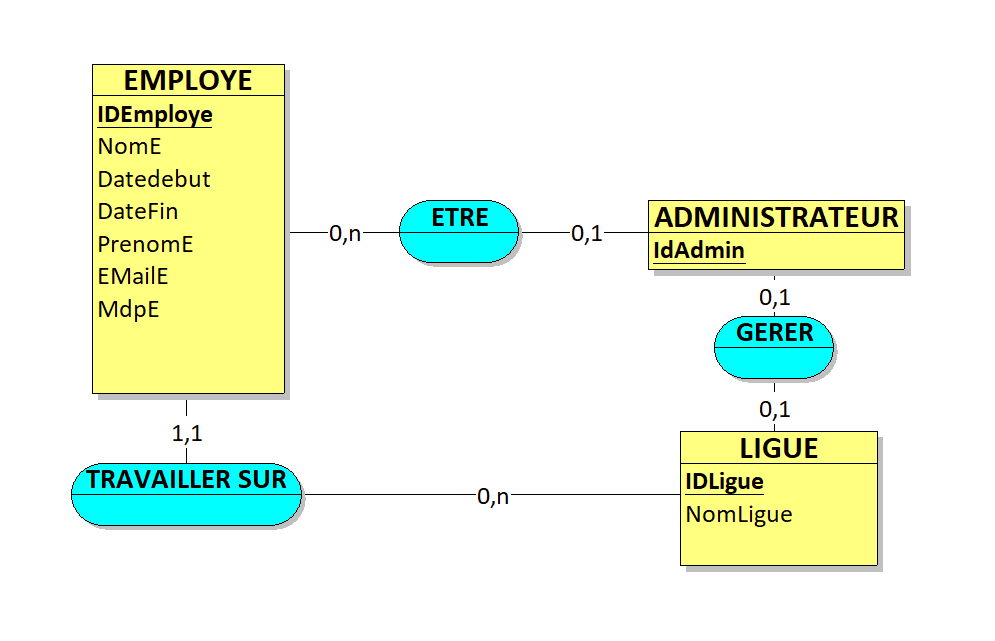 EMPLOYE
IDEmploye
NomE
Datedebut
DateFin
PrenomE
EMailE
MdpE
0,n
ETRE
0,1
ADMINISTRATEUR
IdAdmin
0,1
GERER
0,1
1,1
TRAVAILLER SUR
0,n
LIGUE
IDLigue
NomLigue